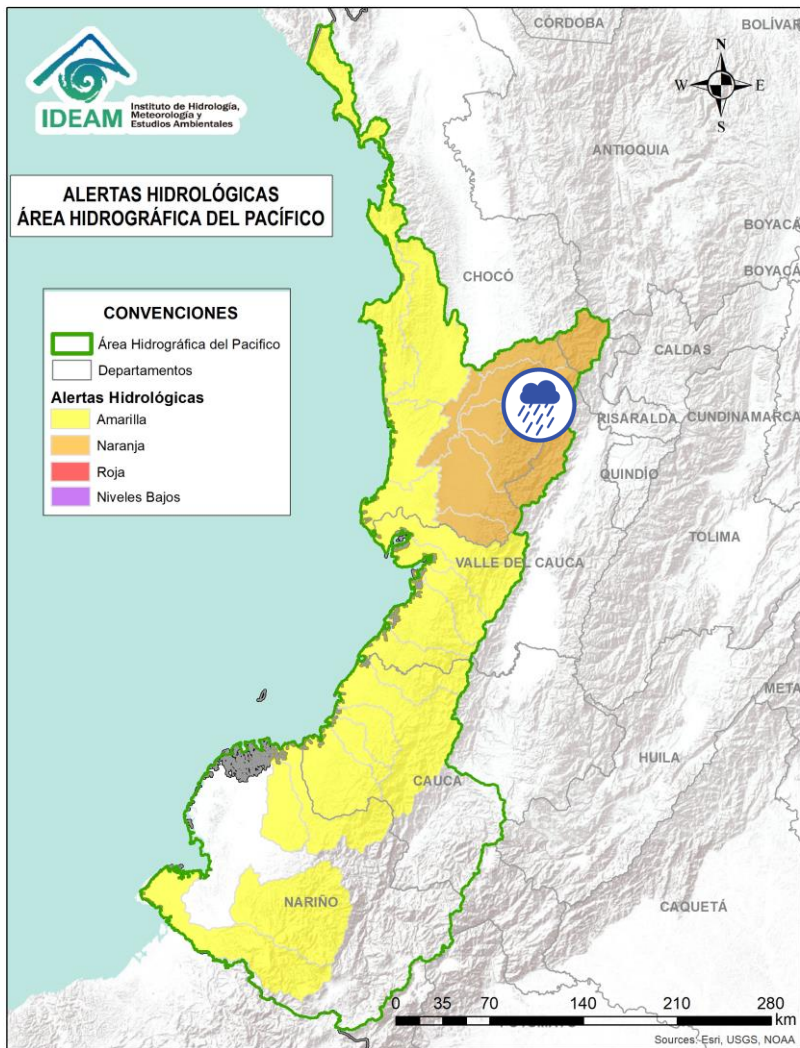 CÓRDOBA
BOLÍVAR
N
W
E
S
IDEAM
Instituto de Hidrología,
Meteorología y
Estudios Ambientales
ANTIOQUIA
ALERTAS HIDROLÓGICAS
ÁREA HIDROGRÁFICA DEL PACÍFICO
BOYACÁ
BOYACÁ
CHOCÓ
CONVENCIONES
Área Hidrográfica del Pacifico
Departamentos
Alertas Hidrológicas
Amarilla
Naranja
Roja
Niveles Bajos
CALDAS
RISARALDA
CUNDINAMARCA
QUINDÍO
TOLIMA
VALLE DEL CAUCA
META
HUILA
CAUCA
NARIÑO
CAQUETÁ
0 35 70 140 210 280
km
Sources: Esri, USGS, NOAA